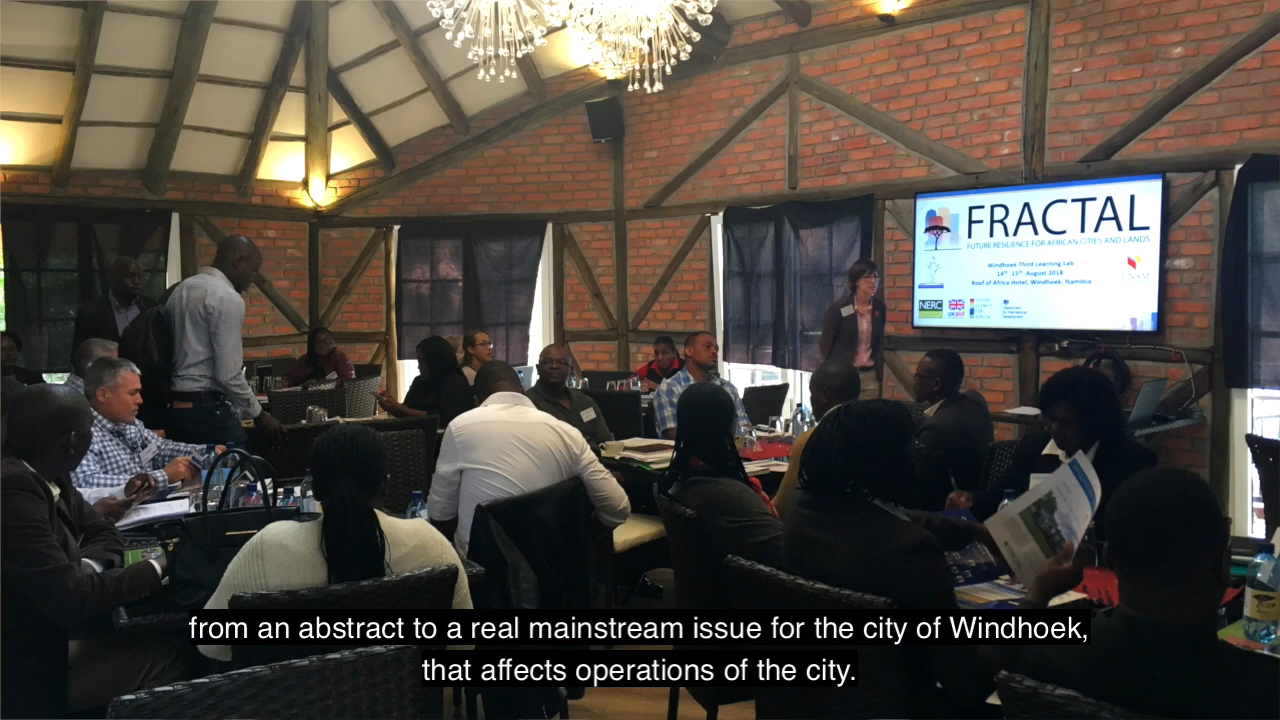 FRACTAL
FUTURE RESILIENCE FOR AFRICAN CITIES AND LANDS
Windhoek Third Learning Lab
14th 15th August 2018
Roof of Africa Hotel, Windhoek, Namibia
UNAM
NERC
UKaid
from an abstract to a real mainstream issue for the city of Windhoek,
that affects operations of the city.